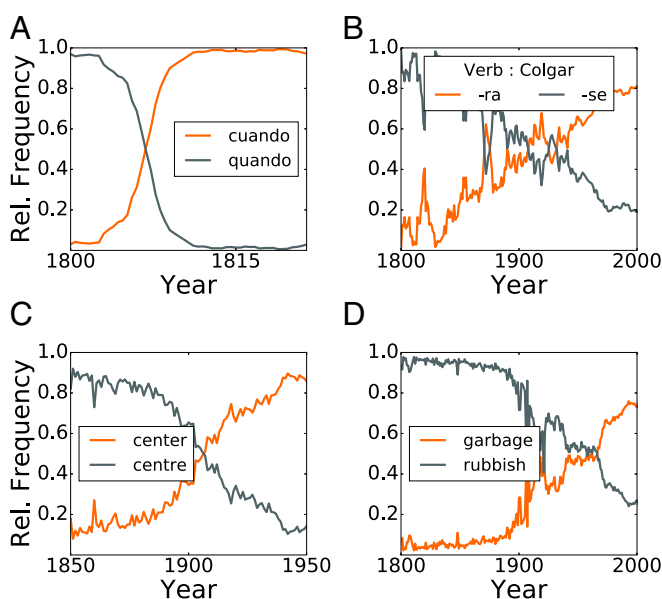 A
Rel. Frequency
1.0
0.8
0.6
0.4
0.2
cuando
quando
1800
1815
Year
B
1.0
0.8
0.6
0.4
0.2
Verb : Colgar
-ra
-se
1800
1900
2000
Year
C
Rel. Frequency
1.0
0.8
0.6
0.4
0.2
center
centre
1850
1900
1950
Year
D
1.0
0.8
0.6
0.4
0.2
garbage
rubbish
1800
1900
2000
Year